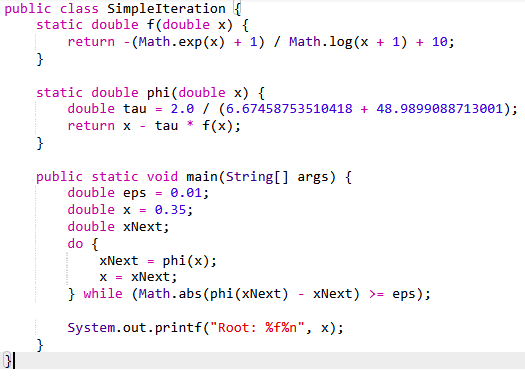 public class SimpleIteration {
    static double f(double x) {
        return -(Math.exp(x) + 1) / Math.log(x + 1) + 10;
    }

    static double phi(double x) {
        double tau = 2.0 / (6.67458753510418 + 48.9899088713001);
        return x - tau * f(x);
    }

    public static void main(String[] args) {
        double eps = 0.01;
        double x = 0.35;
        double xNext;
        do {
            xNext = phi(x);
            x = xNext;
        } while (Math.abs(phi(xNext) - xNext) >= eps);

        System.out.printf("Root: %f%n", x);
    }
}